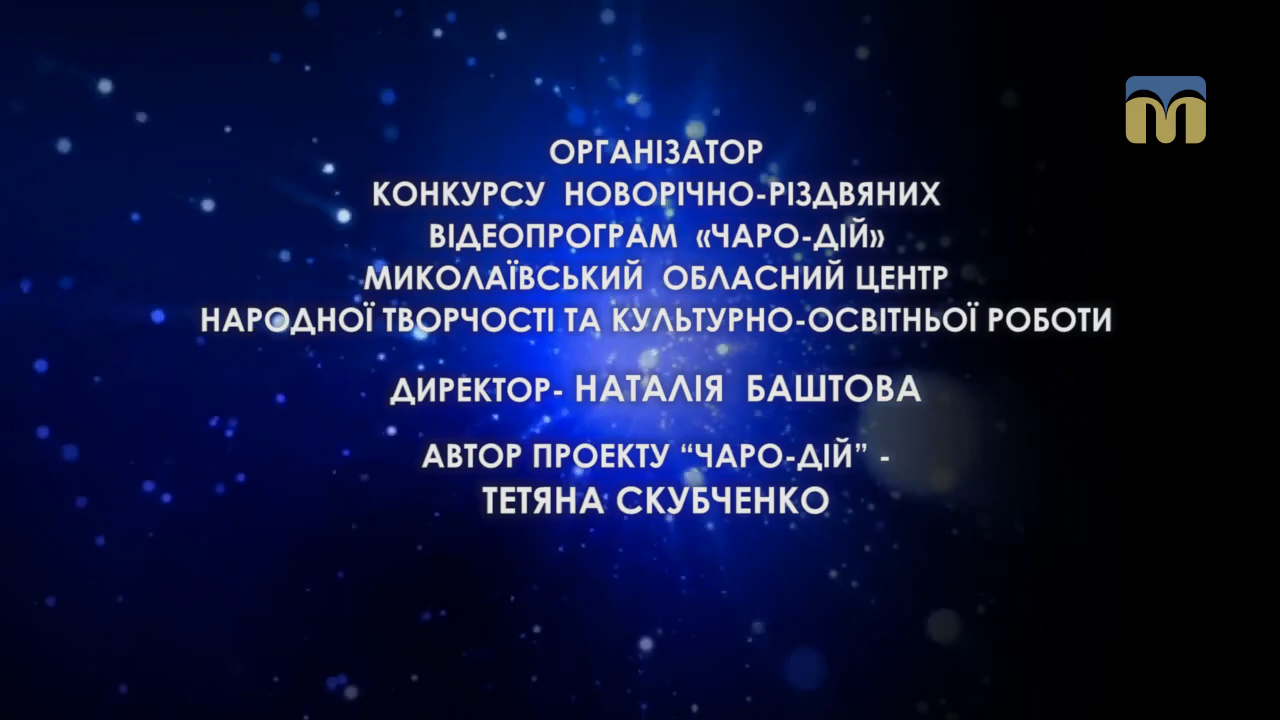 ОРГАНІЗАТОР
КОНКУРСУ НОВОРІЧНО-РІЗДВЯНИХ
ВІДЕОПРОГРАМ «ЧАРО-ДІЙ»
МИКОЛАЇВСЬКИЙ ОБЛАСНИЙ ЦЕНТР
НАРОДНОЇ ТВОРЧОСТІ ТА КУЛЬТУРНО-ОСВІТНЬОЇ РОБОТИ
ДИРЕКТОР- НАТАЛІЯ БАШТОВА
АВТОР ПРОЕКТУ “ЧАРО-ДІЙ” -
ТЕТЯНА СКУБЧЕНКО